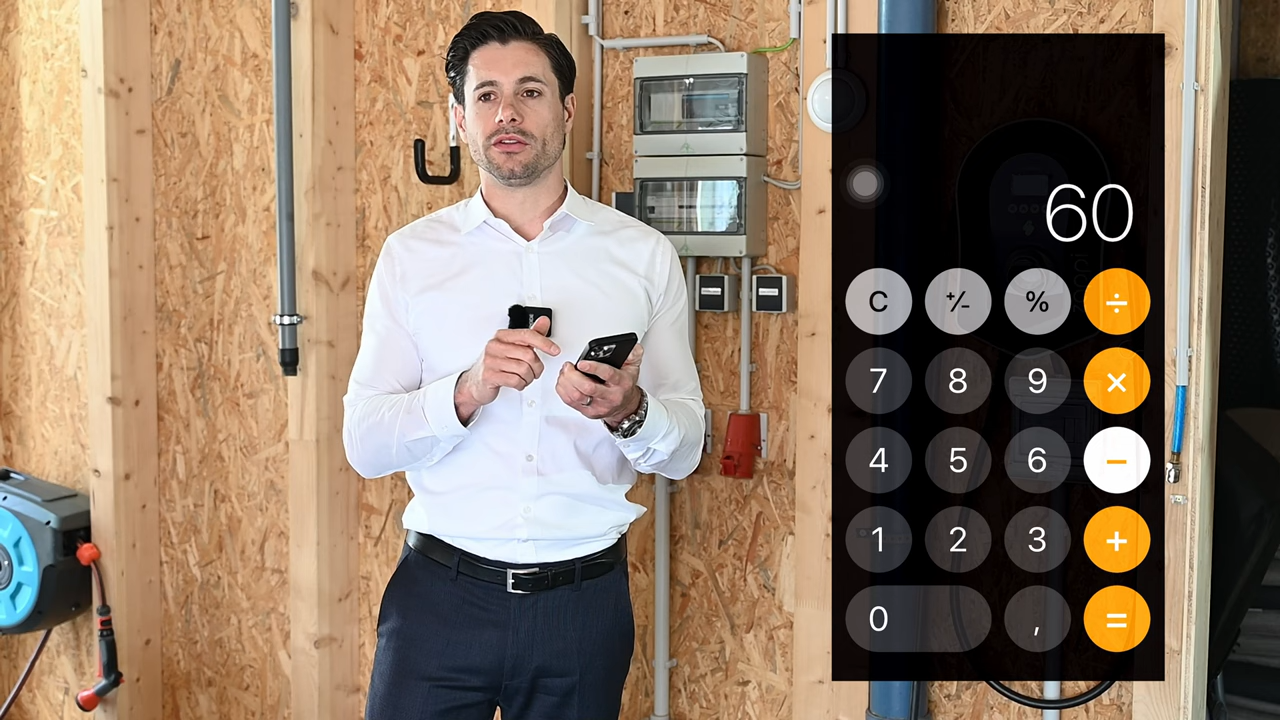 60
C ⁺∕₋ % ÷
7 8 9 ×
4 5 6 −
1 2 3 +
0 , =